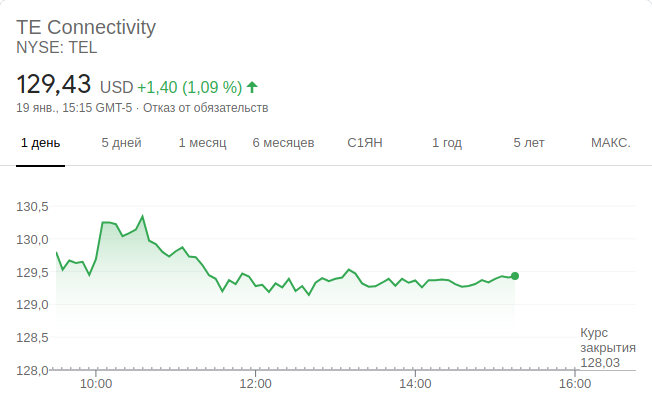 TE Connectivity
NYSE: TEL
129,43 USD +1,40 (1,09 %)
19 янв., 15:15 GMT-5 · Отказ от обязательств
1 день 5 дней 1 месяц 6 месяцев С1ЯН 1 год 5 лет МАКС.
130,5
130,0
129,5
129,0
128,5
128,0
Курс
закрытия
128,03
10:00 12:00 14:00 16:00